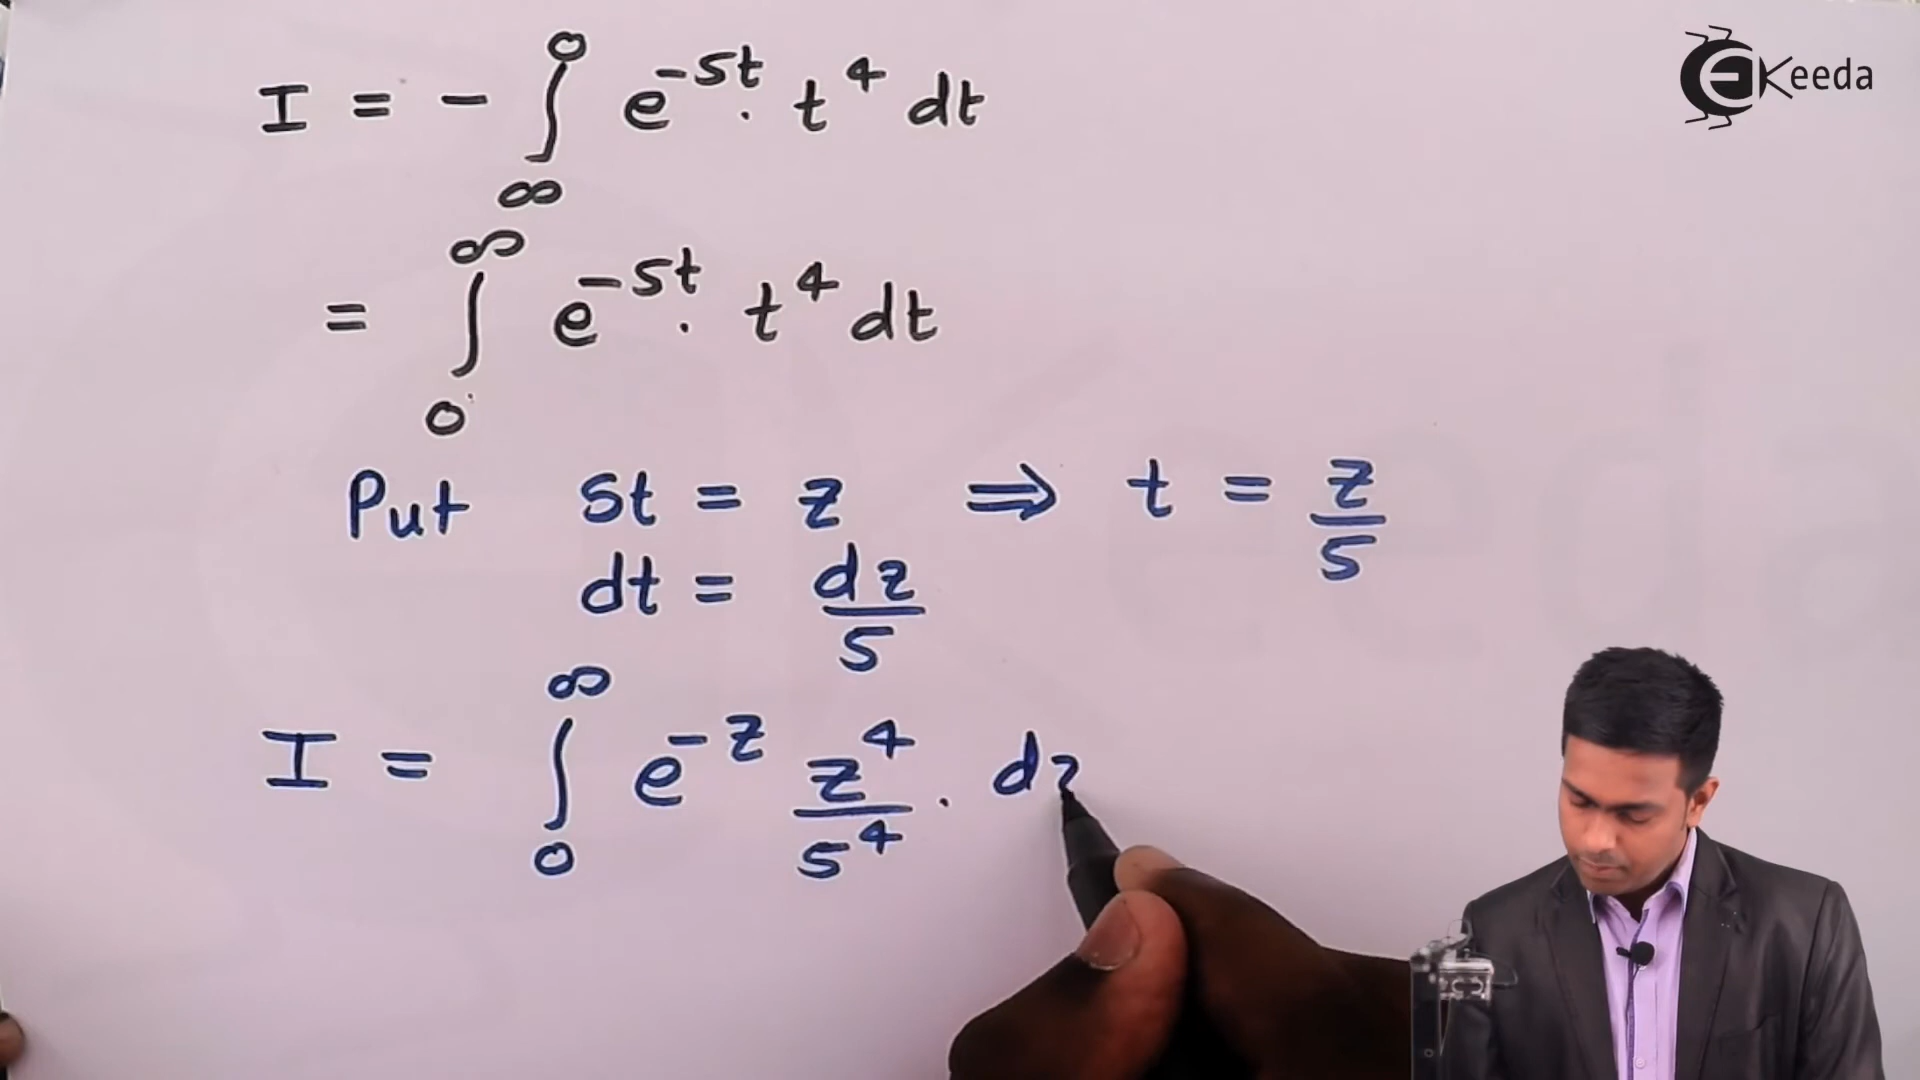 EKeeda
I = - ∫_∞^0 e^{-5t} . t^4 dt
= ∫_0^∞ e^{-5t} . t^4 dt
Put 5t = z ⇒ t = z/5
dt = dz/5
I = ∫_0^∞ e^{-z} z^4/5^4 . dz